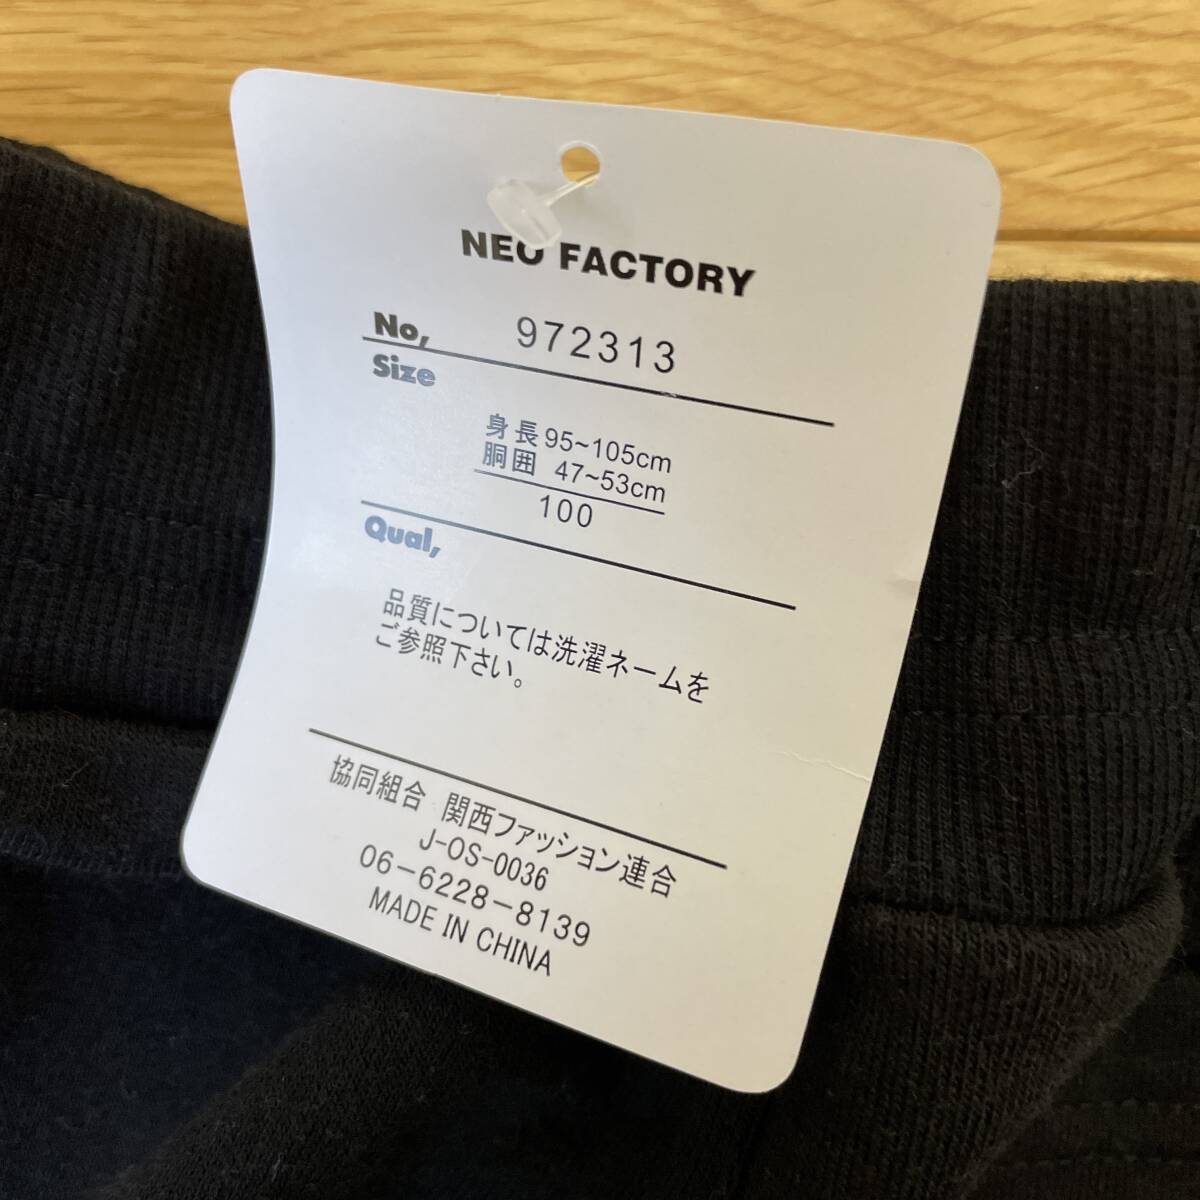 NEO FACTORY
No, 972313
Size
身長 95~105cm
胴囲 47~53cm
100
Qual,
品質については洗濯ネームを
ご参照下さい。
協同組合 関西ファッション連合
J-OS-0036
06-6228-8139
MADE IN CHINA